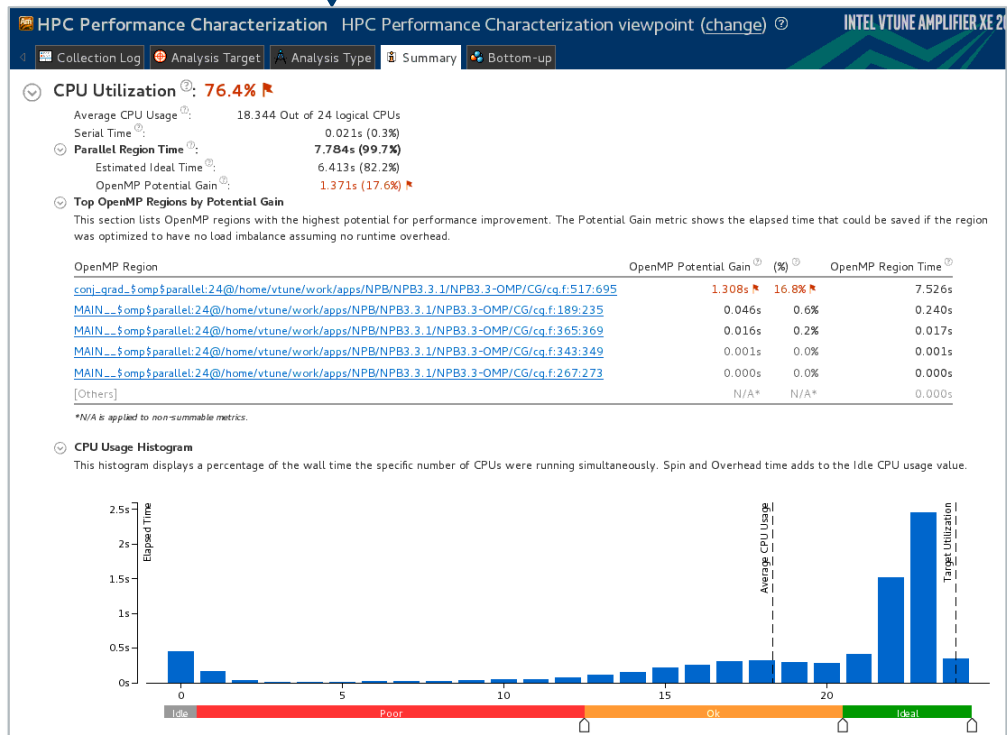 HPC Performance Characterization HPC Performance Characterization viewpoint (change) ?
INTEL VTUNE AMPLIFIER XE 20
Collection Log Analysis Target Analysis Type Summary Bottom-up
CPU Utilization ?: 76.4%
Average CPU Usage ?: 18.344 Out of 24 logical CPUs
Serial Time ?: 0.021s (0.3%)
Parallel Region Time ?: 7.784s (99.7%)
Estimated Ideal Time ?: 6.413s (82.2%)
OpenMP Potential Gain ?: 1.371s (17.6%)
Top OpenMP Regions by Potential Gain
This section lists OpenMP regions with the highest potential for performance improvement. The Potential Gain metric shows the elapsed time that could be saved if the region
was optimized to have no load imbalance assuming no runtime overhead.
OpenMP Region OpenMP Potential Gain ? (%) ? OpenMP Region Time ?
conj_grad_$omp$parallel:24@/home/vtune/work/apps/NPB/NPB3.3.1/NPB3.3-OMP/CG/cg.f:517:695 1.308s 16.8% 7.526s
MAIN__$omp$parallel:24@/home/vtune/work/apps/NPB/NPB3.3.1/NPB3.3-OMP/CG/cg.f:189:235 0.046s 0.6% 0.240s
MAIN__$omp$parallel:24@/home/vtune/work/apps/NPB/NPB3.3.1/NPB3.3-OMP/CG/cg.f:365:369 0.016s 0.2% 0.017s
MAIN__$omp$parallel:24@/home/vtune/work/apps/NPB/NPB3.3.1/NPB3.3-OMP/CG/cg.f:343:349 0.001s 0.0% 0.001s
MAIN__$omp$parallel:24@/home/vtune/work/apps/NPB/NPB3.3.1/NPB3.3-OMP/CG/cg.f:267:273 0.000s 0.0% 0.000s
[Others] N/A* N/A* 0.000s
*N/A is applied to non-summable metrics.
CPU Usage Histogram
This histogram displays a percentage of the wall time the specific number of CPUs were running simultaneously. Spin and Overhead time adds to the Idle CPU usage value.
Elapsed Time
2.5s
2s
1.5s
1s
0.5s
0s
Average CPU Usage
Target Utilization
0 5 10 15 20
Idle Poor Ok Ideal